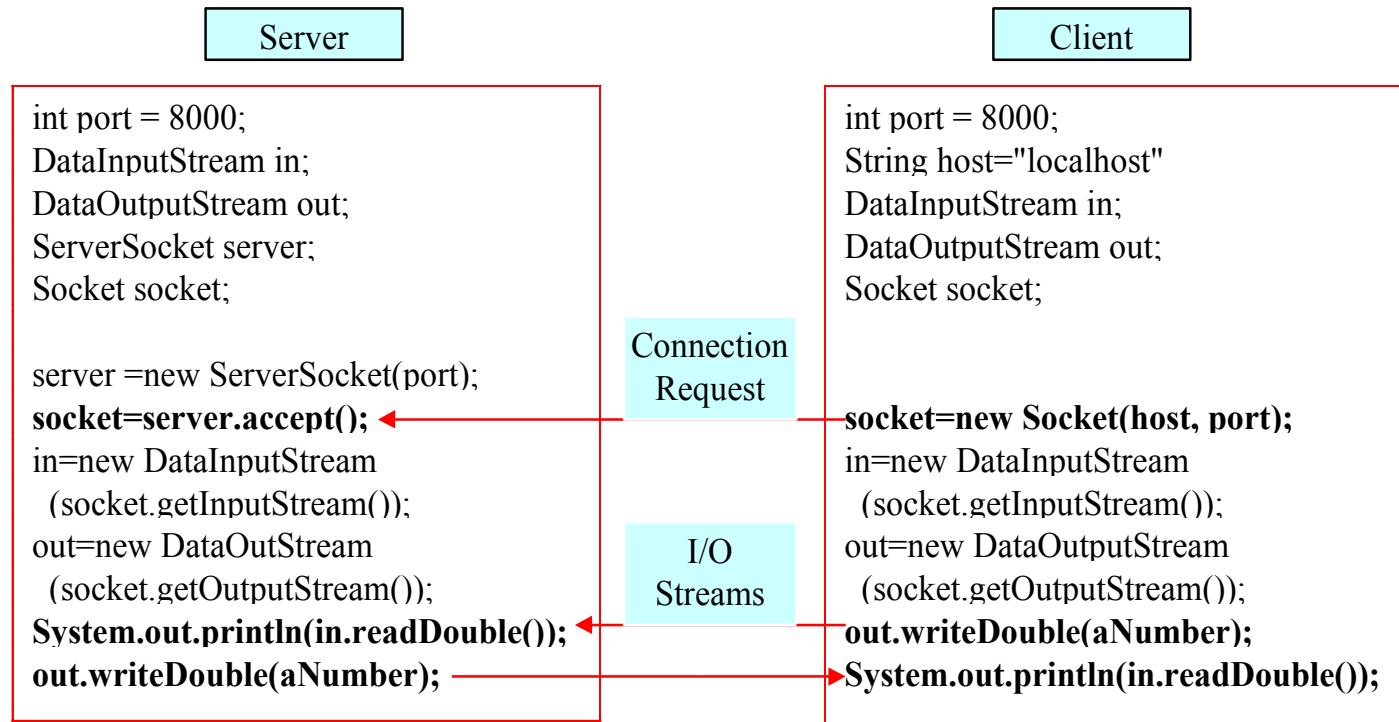 Server
int port = 8000;
DataInputStream in;
DataOutputStream out;
ServerSocket server;
Socket socket;
server =new ServerSocket(port);
socket=server.accept();
in=new DataInputStream
(socket.getInputStream());
out=new DataOutStream
(socket.getOutputStream());
System.out.println(in.readDouble());
out.writeDouble(aNumber);
Connection
Request
I/O
Streams
Client
int port = 8000;
String host="localhost"
DataInputStream in;
DataOutputStream out;
Socket socket;
socket=new Socket(host, port);
in=new DataInputStream
(socket.getInputStream());
out=new DataOutputStream
(socket.getOutputStream());
out.writeDouble(aNumber);
System.out.println(in.readDouble());